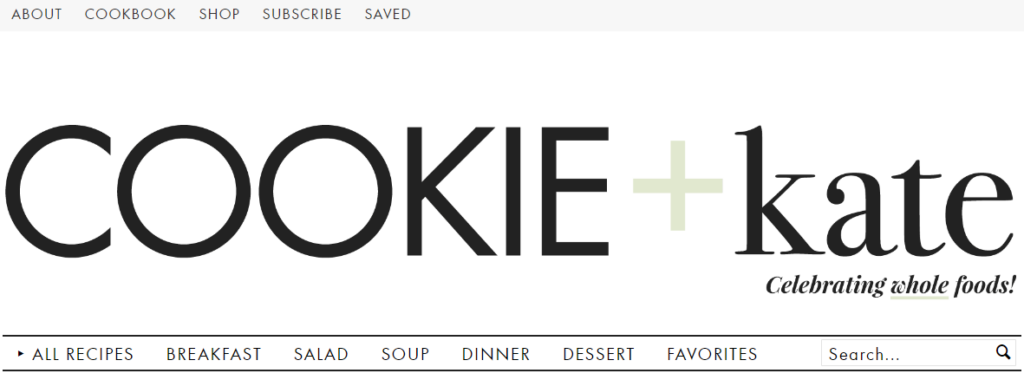 ABOUT COOKBOOK SHOP SUBSCRIBE SAVED
COOKIE + kate
Celebrating whole foods!
ALL RECIPES BREAKFAST SALAD SOUP DINNER DESSERT FAVORITES Search...